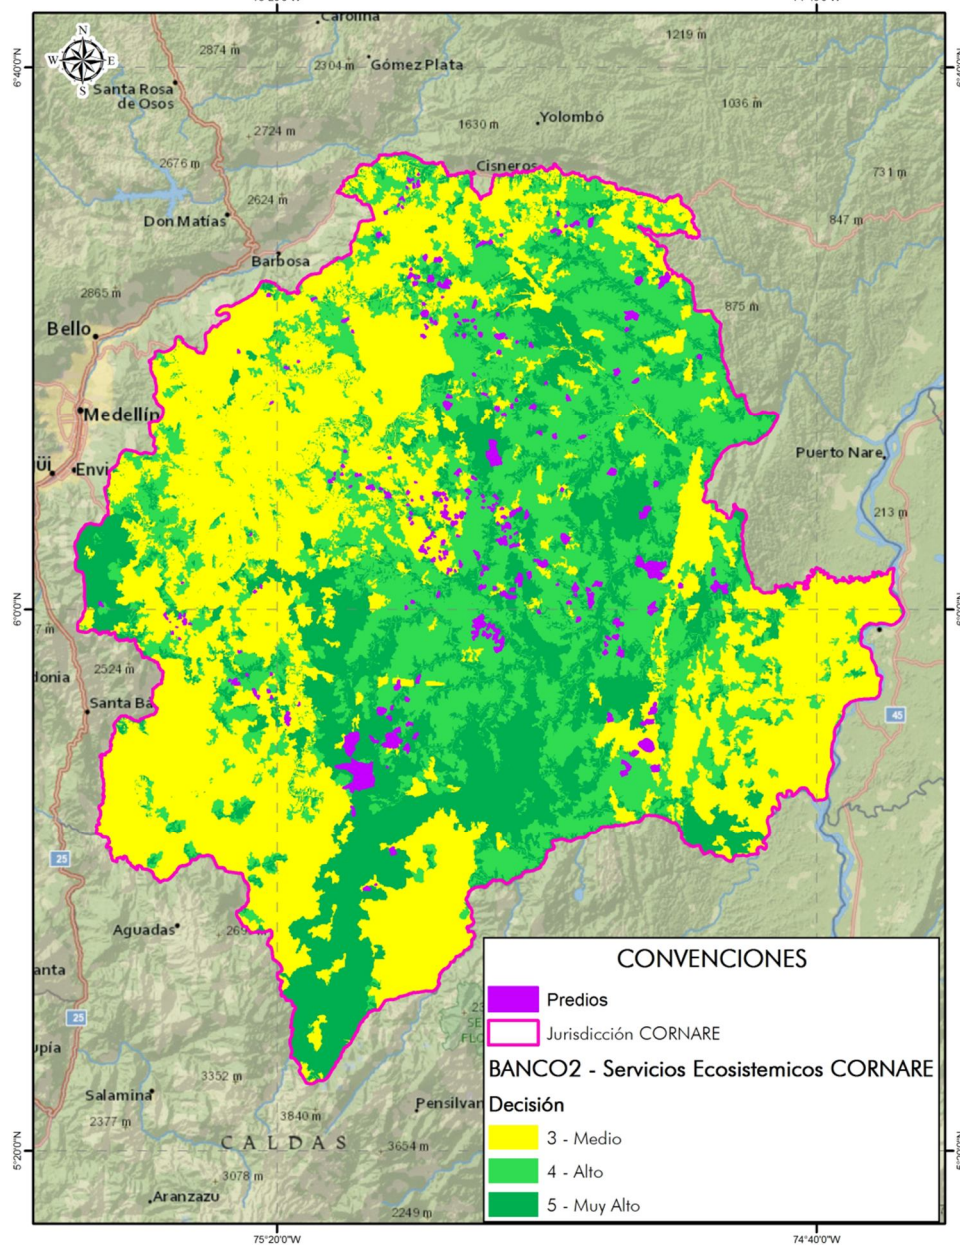 Carolina
1219 m
N
W E
S
2874 m
2304 m
Gómez Plata
6°40'0"N
Santa Rosa
de Osos
1036 m
1630 m
Yolombó
2724 m
2676 m
Cisneros
731 m
2624 m
Don Matías
847 m
Barbosa
2865 m
875 m
Bello
Medellín
Puerto Nare
Envi
213 m
6°0'0"N
2524 m
donia
Santa Bá
45
25
Aguadas
anta
25
CONVENCIONES
Predios
Jurisdicción CORNARE
BANCO2 - Servicios Ecosistemicos CORNARE
Decisión
3 - Medio
4 - Alto
5 - Muy Alto
upía
3352 m
Salamina
2377 m
3840 m
Pensilvan
CALDAS
3654 m
5°20'0"N
3078 m
Aranzazu
2249 m
75°20'0"W
74°40'0"W